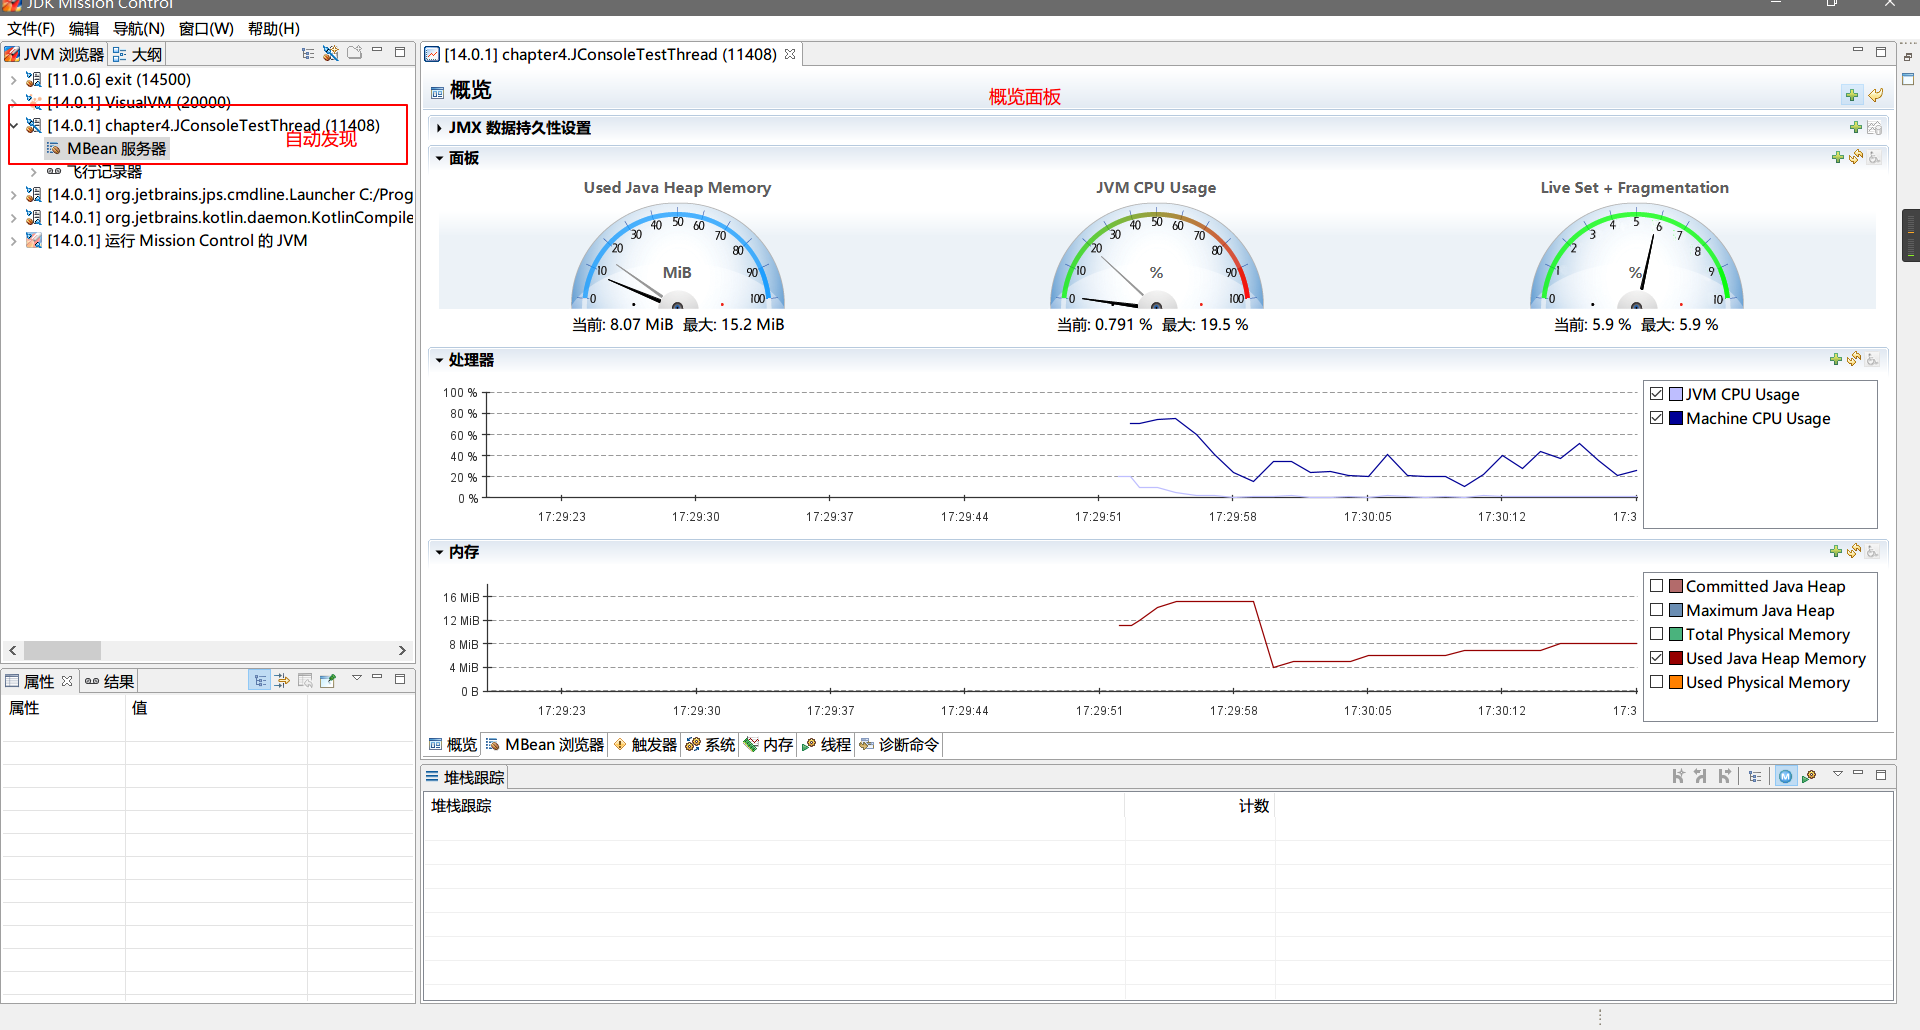 JDK Mission Control
文件(F) 编辑 导航(N) 窗口(W) 帮助(H)
JVM 浏览器 大纲
[11.0.6] exit (14500)
[14.0.1] VisualVM (20000)
[14.0.1] chapter4.JConsoleTestThread (11408)
自动发现
MBean 服务器
飞行记录器
[14.0.1] org.jetbrains.jps.cmdline.Launcher C:/Prog
[14.0.1] org.jetbrains.kotlin.daemon.KotlinCompile
[14.0.1] 运行 Mission Control 的 JVM
属性 结果
属性 值
[14.0.1] chapter4.JConsoleTestThread (11408)
概览
概览面板
JMX 数据持久性设置
面板
Used Java Heap Memory
0 10 20 30 40 50 60 70 80 90 100
MiB
当前: 8.07 MiB 最大: 15.2 MiB
JVM CPU Usage
0 10 20 30 40 50 60 70 80 90 100
%
当前: 0.791 % 最大: 19.5 %
Live Set + Fragmentation
0 1 2 3 4 5 6 7 8 9 10
%
当前: 5.9 % 最大: 5.9 %
处理器
100 %
80 %
60 %
40 %
20 %
0 %
17:29:23 17:29:30 17:29:37 17:29:44 17:29:51 17:29:58 17:30:05 17:30:12 17:3
JVM CPU Usage
Machine CPU Usage
内存
16 MiB
12 MiB
8 MiB
4 MiB
0 B
17:29:23 17:29:30 17:29:37 17:29:44 17:29:51 17:29:58 17:30:05 17:30:12 17:3
Committed Java Heap
Maximum Java Heap
Total Physical Memory
Used Java Heap Memory
Used Physical Memory
概览 MBean 浏览器 触发器 系统 内存 线程 诊断命令
堆栈跟踪
堆栈跟踪 计数